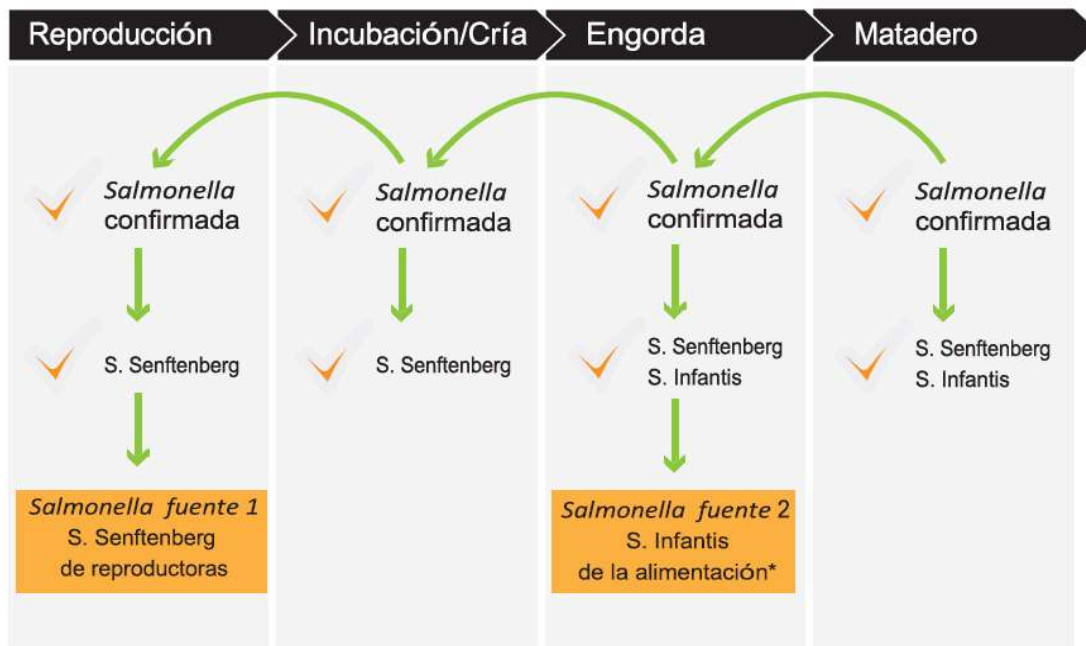 Reproducción
Incubación/Cría
Engorda
Matadero
Salmonella
confirmada
Salmonella
confirmada
Salmonella
confirmada
Salmonella
confirmada
S. Senftenberg
S. Senftenberg
S. Senftenberg
S. Infantis
S. Senftenberg
S. Infantis
Salmonella fuente 1
S. Senftenberg
de reproductoras
Salmonella fuente 2
S. Infantis
de la alimentación*